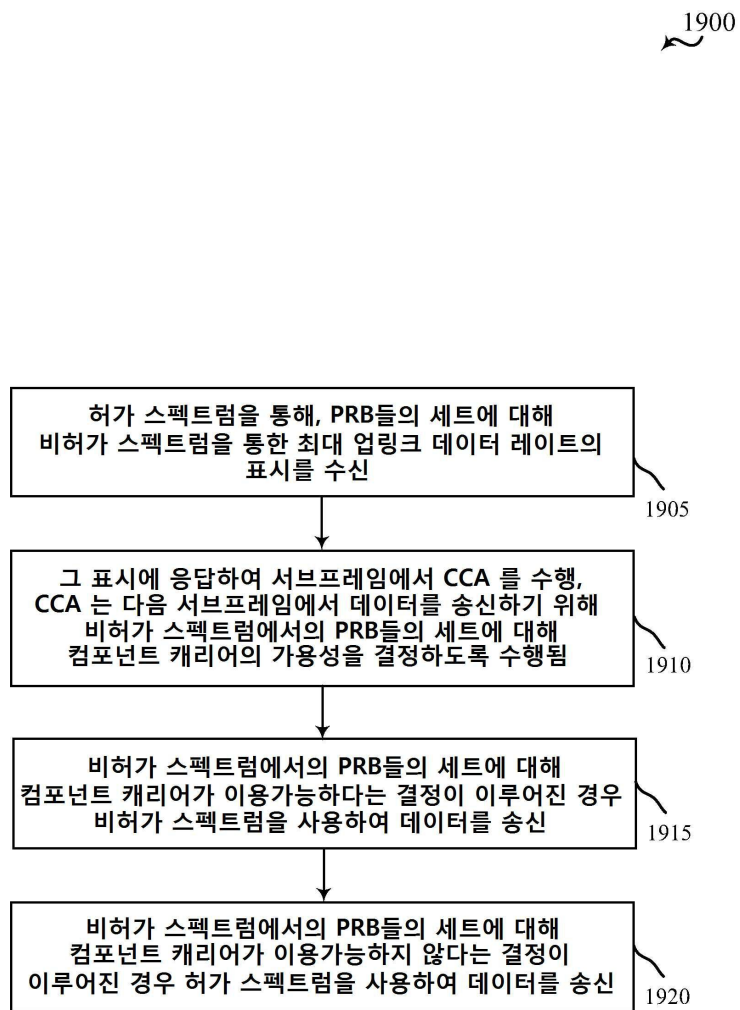 1900
허가 스펙트럼을 통해, PRB들의 세트에 대해
비허가 스펙트럼을 통한 최대 업링크 데이터 레이트의
표시를 수신
1905
그 표시에 응답하여 서브프레임에서 CCA 를 수행,
CCA 는 다음 서브프레임에서 데이터를 송신하기 위해
비허가 스펙트럼에서의 PRB들의 세트에 대해
컴포넌트 캐리어의 가용성을 결정하도록 수행됨
1910
비허가 스펙트럼에서의 PRB들의 세트에 대해
컴포넌트 캐리어가 이용가능하다는 결정이 이루어진 경우
비허가 스펙트럼을 사용하여 데이터를 송신
1915
비허가 스펙트럼에서의 PRB들의 세트에 대해
컴포넌트 캐리어가 이용가능하지 않다는 결정이
이루어진 경우 허가 스펙트럼을 사용하여 데이터를 송신
1920